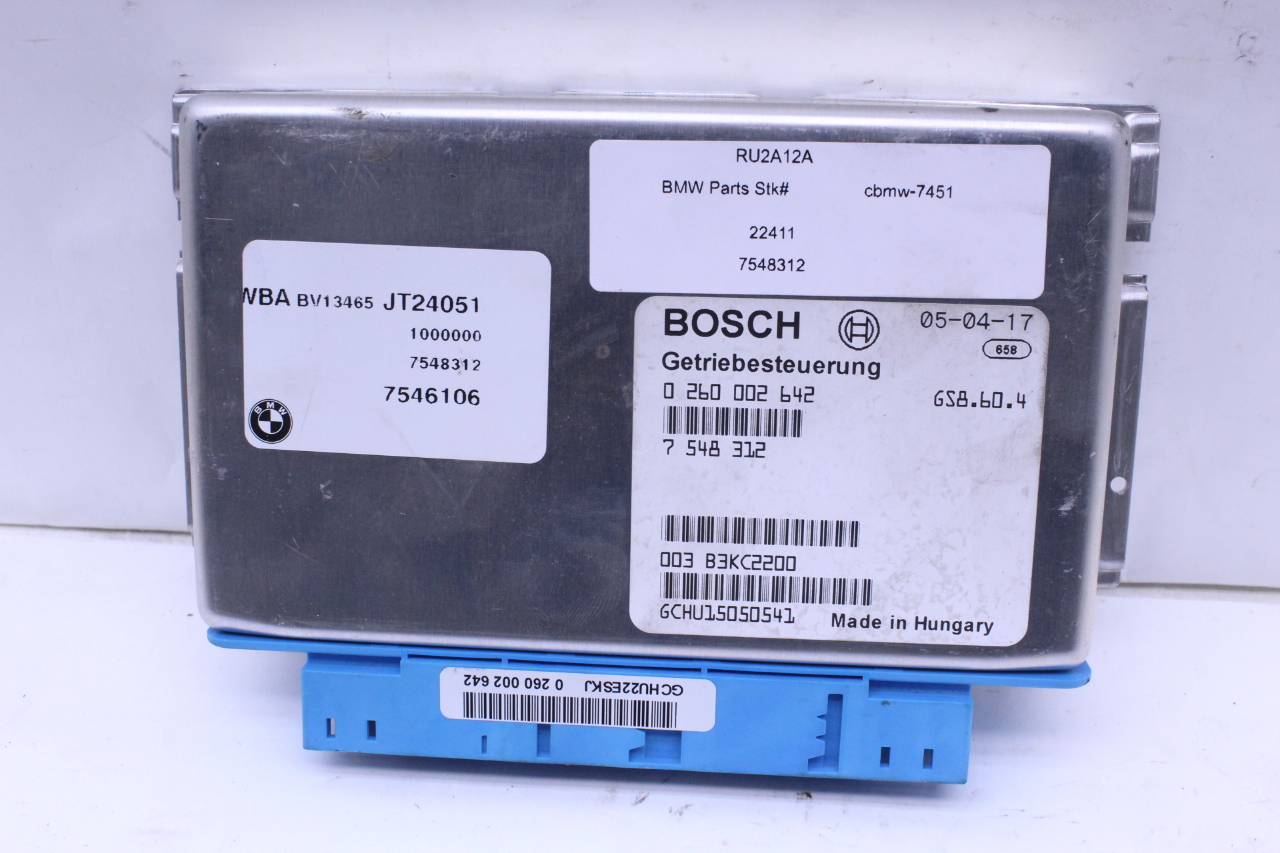 RU2A12A
BMW Parts Stk# cbmw-7451
22411
7548312
WBA BV13465 JT24051
1000000
7548312
7546106
BMW
BOSCH 05-04-17
658
Getriebesteuerung
0 260 002 642 GS8.60.4
7 548 312
003 B3KC2200
GCHU15050541 Made in Hungary
GCHU22ESKJ 0 260 002 642